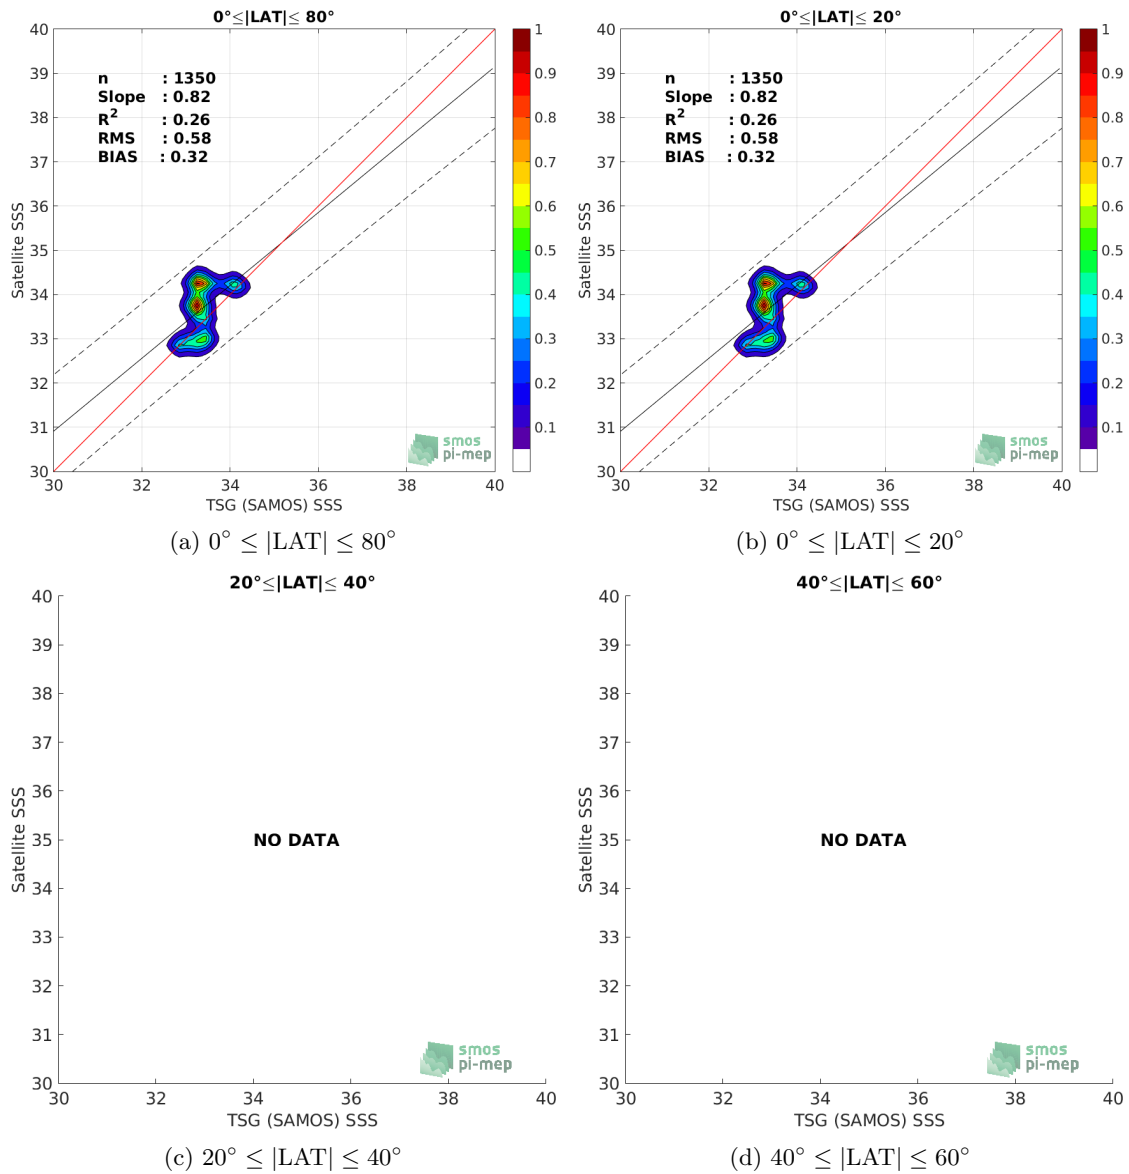 0°≤|LAT|≤ 80°
40
39
38
37
36
35
34
33
32
31
30
Satellite SSS
n : 1350
Slope : 0.82
R² : 0.26
RMS : 0.58
BIAS : 0.32
1
0.9
0.8
0.7
0.6
0.5
0.4
0.3
0.2
0.1
smos
pi-mep
30 32 34 36 38 40
TSG (SAMOS) SSS
(a) 0° ≤ |LAT| ≤ 80°
0°≤|LAT|≤ 20°
40
39
38
37
36
35
34
33
32
31
30
Satellite SSS
n : 1350
Slope : 0.82
R² : 0.26
RMS : 0.58
BIAS : 0.32
1
0.9
0.8
0.7
0.6
0.5
0.4
0.3
0.2
0.1
smos
pi-mep
30 32 34 36 38 40
TSG (SAMOS) SSS
(b) 0° ≤ |LAT| ≤ 20°
20°≤|LAT|≤ 40°
40
39
38
37
36
35
34
33
32
31
30
Satellite SSS
NO DATA
smos
pi-mep
30 32 34 36 38 40
TSG (SAMOS) SSS
(c) 20° ≤ |LAT| ≤ 40°
40°≤|LAT|≤ 60°
40
39
38
37
36
35
34
33
32
31
30
Satellite SSS
NO DATA
smos
pi-mep
30 32 34 36 38 40
TSG (SAMOS) SSS
(d) 40° ≤ |LAT| ≤ 60°